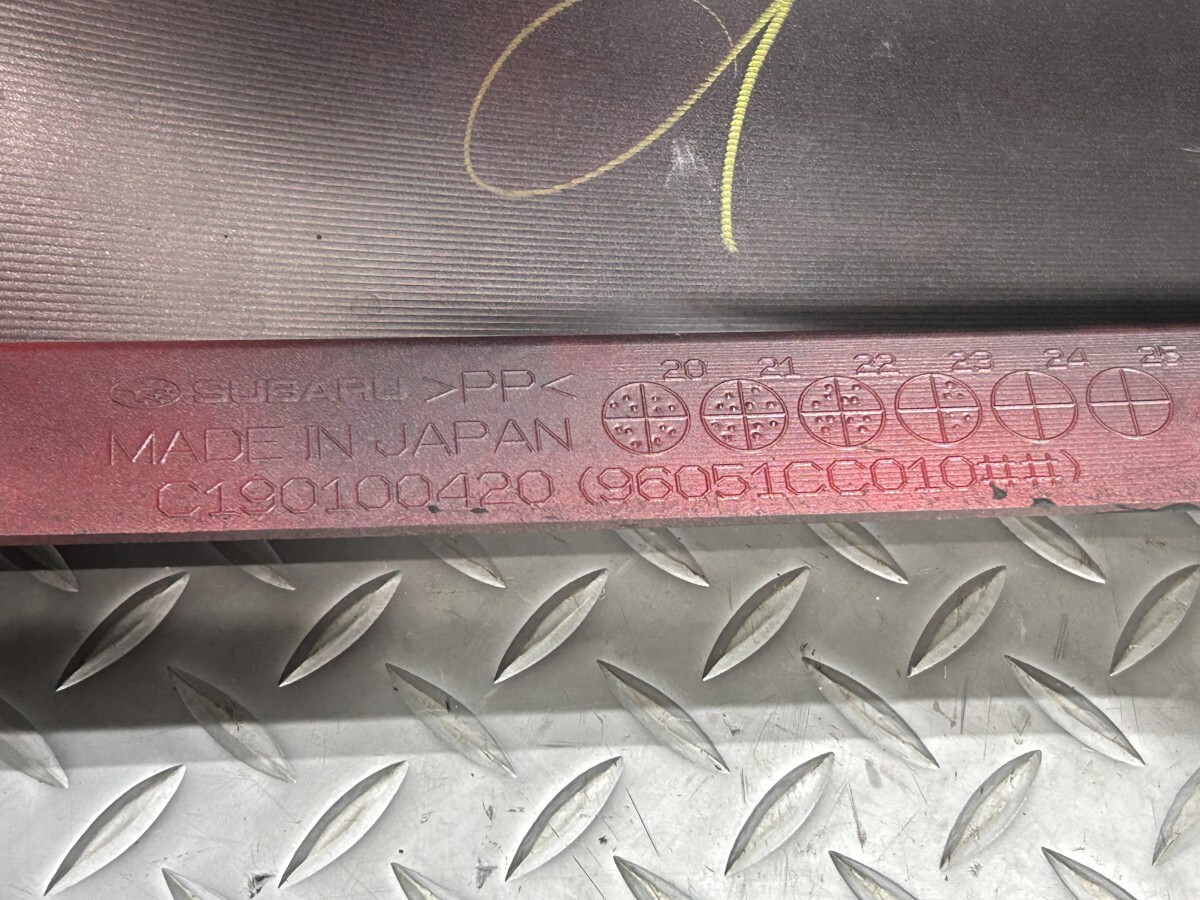 SUBARU >PP< 20 21 22 23 24 25
MADE IN JAPAN
C190100420 (96051CC010##)